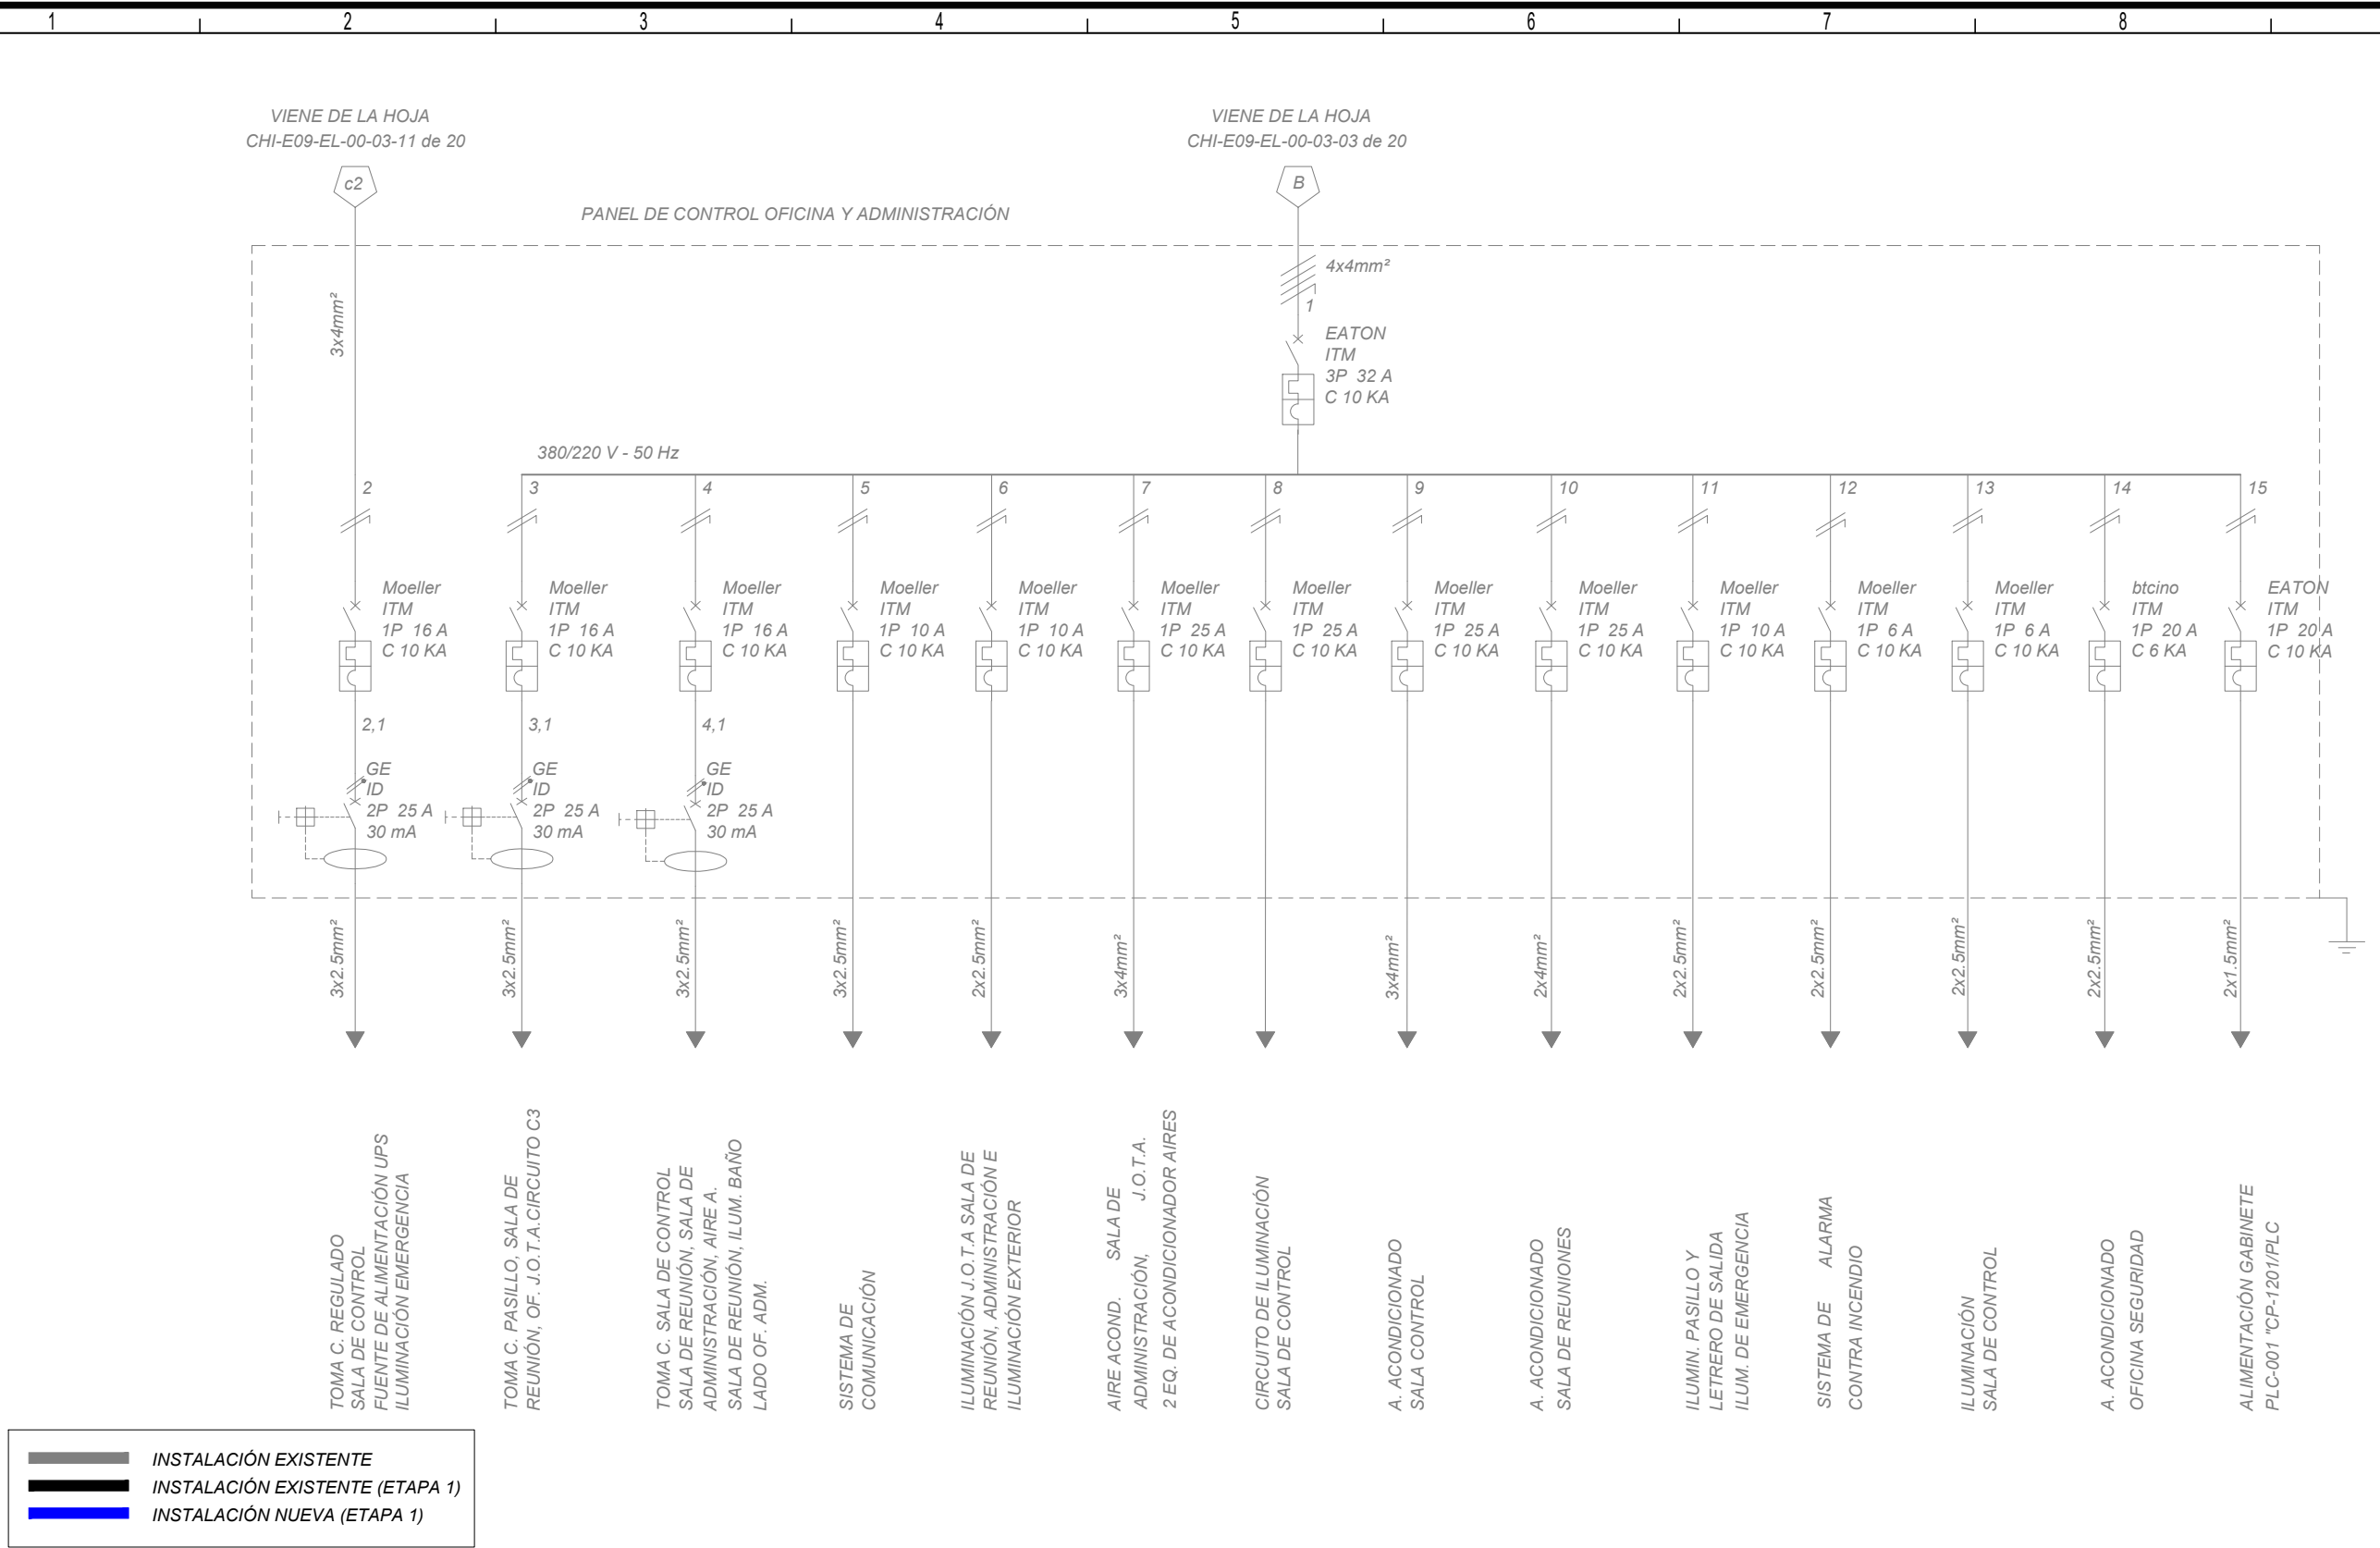 1
2
3
4
5
6
7
8
VIENE DE LA HOJA
CHI-E09-EL-00-03-11 de 20
c2
VIENE DE LA HOJA
CHI-E09-EL-00-03-03 de 20
B
PANEL DE CONTROL OFICINA Y ADMINISTRACIÓN
3x4mm²
4x4mm²
1
EATON
ITM
3P 32 A
C 10 KA
380/220 V - 50 Hz
2
3
4
5
6
7
8
9
10
11
12
13
14
15
Moeller
ITM
1P 16 A
C 10 KA
Moeller
ITM
1P 16 A
C 10 KA
Moeller
ITM
1P 16 A
C 10 KA
Moeller
ITM
1P 10 A
C 10 KA
Moeller
ITM
1P 10 A
C 10 KA
Moeller
ITM
1P 25 A
C 10 KA
Moeller
ITM
1P 25 A
C 10 KA
Moeller
ITM
1P 25 A
C 10 KA
Moeller
ITM
1P 25 A
C 10 KA
Moeller
ITM
1P 10 A
C 10 KA
Moeller
ITM
1P 6 A
C 10 KA
Moeller
ITM
1P 6 A
C 10 KA
btcino
ITM
1P 20 A
C 6 KA
EATON
ITM
1P 20 A
C 10 KA
2,1
3,1
4,1
GE
ID
2P 25 A
30 mA
GE
ID
2P 25 A
30 mA
GE
ID
2P 25 A
30 mA
3x2.5mm²
3x2.5mm²
3x2.5mm²
3x2.5mm²
2x2.5mm²
3x4mm²
3x4mm²
2x4mm²
2x2.5mm²
2x2.5mm²
2x2.5mm²
2x2.5mm²
2x1.5mm²
TOMA C. REGULADO
SALA DE CONTROL
FUENTE DE ALIMENTACIÓN UPS
ILUMINACIÓN EMERGENCIA
TOMA C. PASILLO, SALA DE
REUNIÓN, OF. J.O.T.A.CIRCUITO C3
TOMA C. SALA DE CONTROL
SALA DE REUNIÓN, SALA DE
ADMINISTRACIÓN, AIRE A.
SALA DE REUNIÓN, ILUM. BAÑO
LADO OF. ADM.
SISTEMA DE
COMUNICACIÓN
ILUMINACIÓN J.O.T.A SALA DE
REUNIÓN, ADMINISTRACIÓN E
ILUMINACIÓN EXTERIOR
AIRE ACOND. SALA DE
ADMINISTRACIÓN, J.O.T.A.
2 EQ. DE ACONDICIONADOR AIRES
CIRCUITO DE ILUMINACIÓN
SALA DE CONTROL
A. ACONDICIONADO
SALA CONTROL
A. ACONDICIONADO
SALA DE REUNIONES
ILUMIN. PASILLO Y
LETRERO DE SALIDA
ILUM. DE EMERGENCIA
SISTEMA DE ALARMA
CONTRA INCENDIO
ILUMINACIÓN
SALA DE CONTROL
A. ACONDICIONADO
OFICINA SEGURIDAD
ALIMENTACIÓN GABINETE
PLC-001 "CP-1201/PLC
INSTALACIÓN EXISTENTE
INSTALACIÓN EXISTENTE (ETAPA 1)
INSTALACIÓN NUEVA (ETAPA 1)